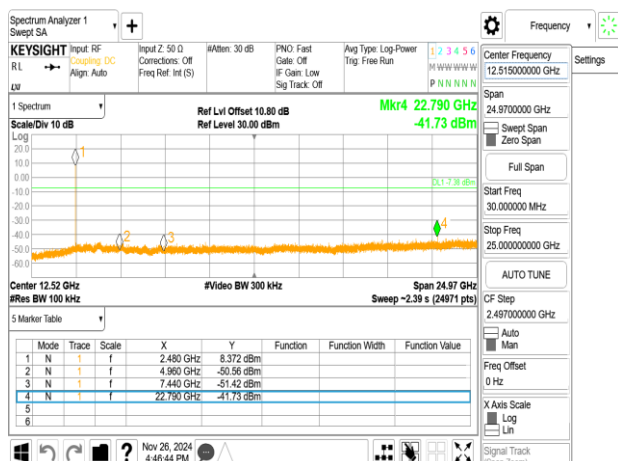 Spectrum Analyzer 1
Swept SA
+
Frequency
KEYSIGHT Input: RF Input Z: 50 Ω #Atten: 30 dB PNO: Fast Avg Type: Log-Power 1 2 3 4 5 6
RL Coupling: DC Corrections: Off Gate: Off Trig: Free Run M W W W W W
Align: Auto Freq Ref: Int (S) IF Gain: Low
Sig Track: Off P N N N N N
LXI
1 Spectrum
Scale/Div 10 dB
Ref Lvl Offset 10.80 dB
Ref Level 30.00 dBm
Mkr4 22.790 GHz
-41.73 dBm
Log
20.0
10.0
0.00
-10.0
-20.0
-30.0
-40.0
-50.0
-60.0
1
2
3
4
DL1 -7.38 dBm
Center 12.52 GHz #Video BW 300 kHz Span 24.97 GHz
#Res BW 100 kHz Sweep ~2.39 s (24971 pts)
5 Marker Table
Mode Trace Scale X Y Function Function Width Function Value
1 N 1 f 2.480 GHz 8.372 dBm
2 N 1 f 4.960 GHz -50.56 dBm
3 N 1 f 7.440 GHz -51.42 dBm
4 N 1 f 22.790 GHz -41.73 dBm
5
6
?
Nov 26, 2024
4:46:44 PM
Center Frequency
12.515000000 GHz
Settings
Span
24.9700000 GHz
Swept Span
Zero Span
Full Span
Start Freq
30.000000 MHz
Stop Freq
25.000000000 GHz
AUTO TUNE
CF Step
2.497000000 GHz
Auto
Man
Freq Offset
0 Hz
X Axis Scale
Log
Lin
Signal Track